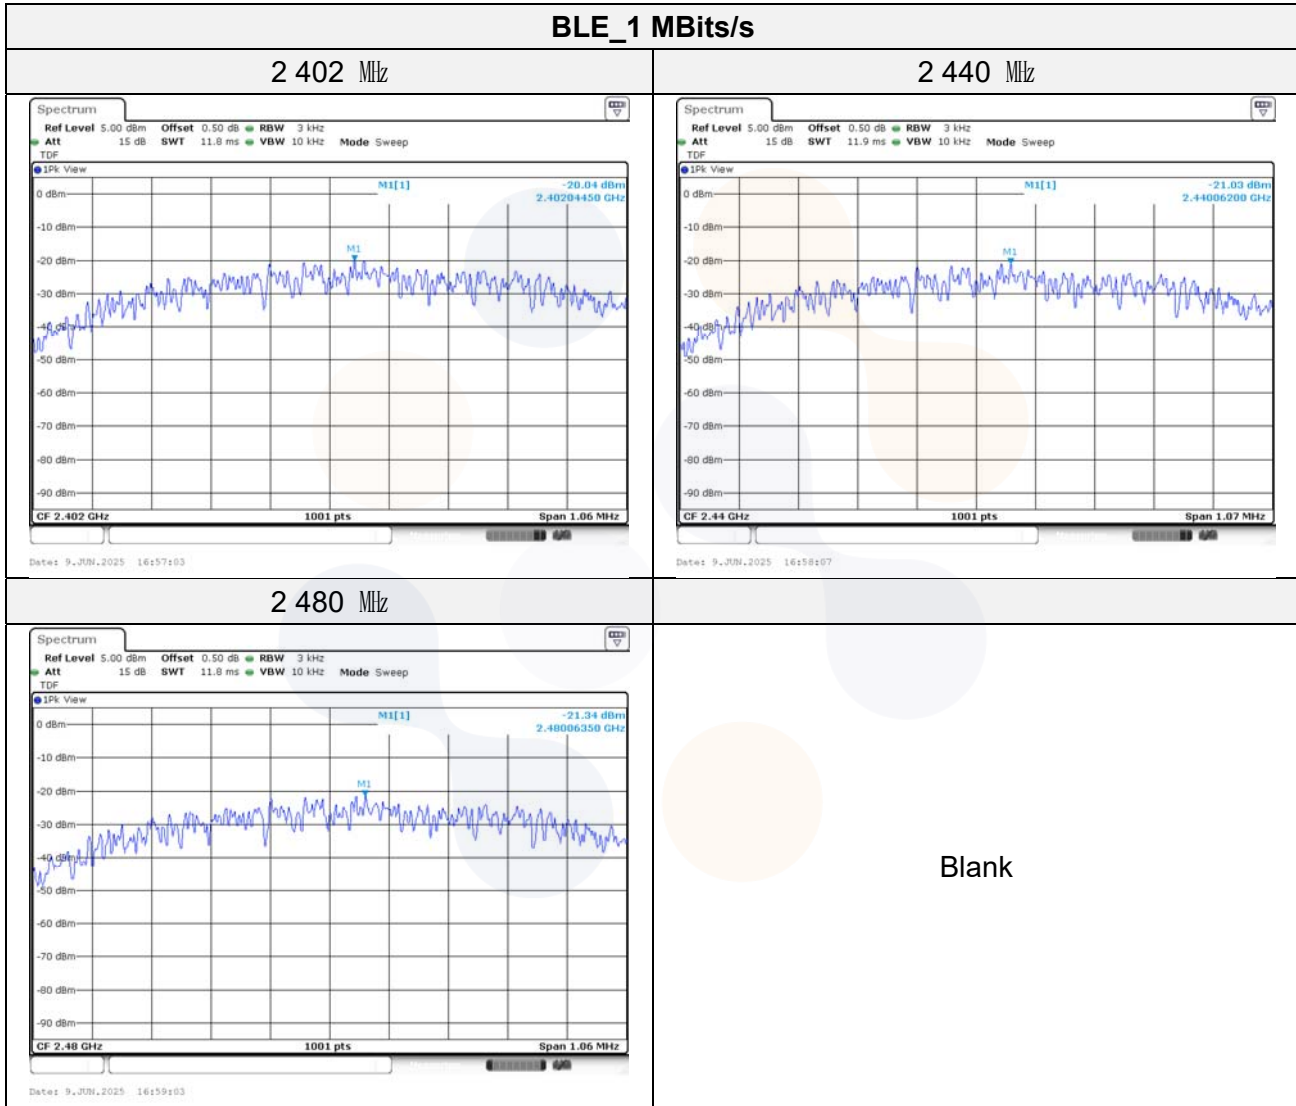 BLE_1 MBits/s
2 402 ㎒
2 440 ㎒
Spectrum
Ref Level 5.00 dBm Offset 0.50 dB RBW 3 kHz
Att 15 dB SWT 11.8 ms VBW 10 kHz Mode Sweep
TDF
1Pk View
M1[1] -20.04 dBm
2.40204450 GHz
0 dBm
-10 dBm
M1
-20 dBm
-30 dBm
-40 dBm
-50 dBm
-60 dBm
-70 dBm
-80 dBm
-90 dBm
CF 2.402 GHz 1001 pts Span 1.06 MHz
Date: 9.JUN.2025 16:57:03
Spectrum
Ref Level 5.00 dBm Offset 0.50 dB RBW 3 kHz
Att 15 dB SWT 11.9 ms VBW 10 kHz Mode Sweep
TDF
1Pk View
M1[1] -21.03 dBm
2.44006200 GHz
0 dBm
-10 dBm
M1
-20 dBm
-30 dBm
-40 dBm
-50 dBm
-60 dBm
-70 dBm
-80 dBm
-90 dBm
CF 2.44 GHz 1001 pts Span 1.07 MHz
Date: 9.JUN.2025 16:58:07
2 480 ㎒
Spectrum
Ref Level 5.00 dBm Offset 0.50 dB RBW 3 kHz
Att 15 dB SWT 11.8 ms VBW 10 kHz Mode Sweep
TDF
1Pk View
M1[1] -21.34 dBm
2.48006350 GHz
0 dBm
-10 dBm
M1
-20 dBm
-30 dBm
-40 dBm
-50 dBm
-60 dBm
-70 dBm
-80 dBm
-90 dBm
CF 2.48 GHz 1001 pts Span 1.06 MHz
Date: 9.JUN.2025 16:59:03
Blank